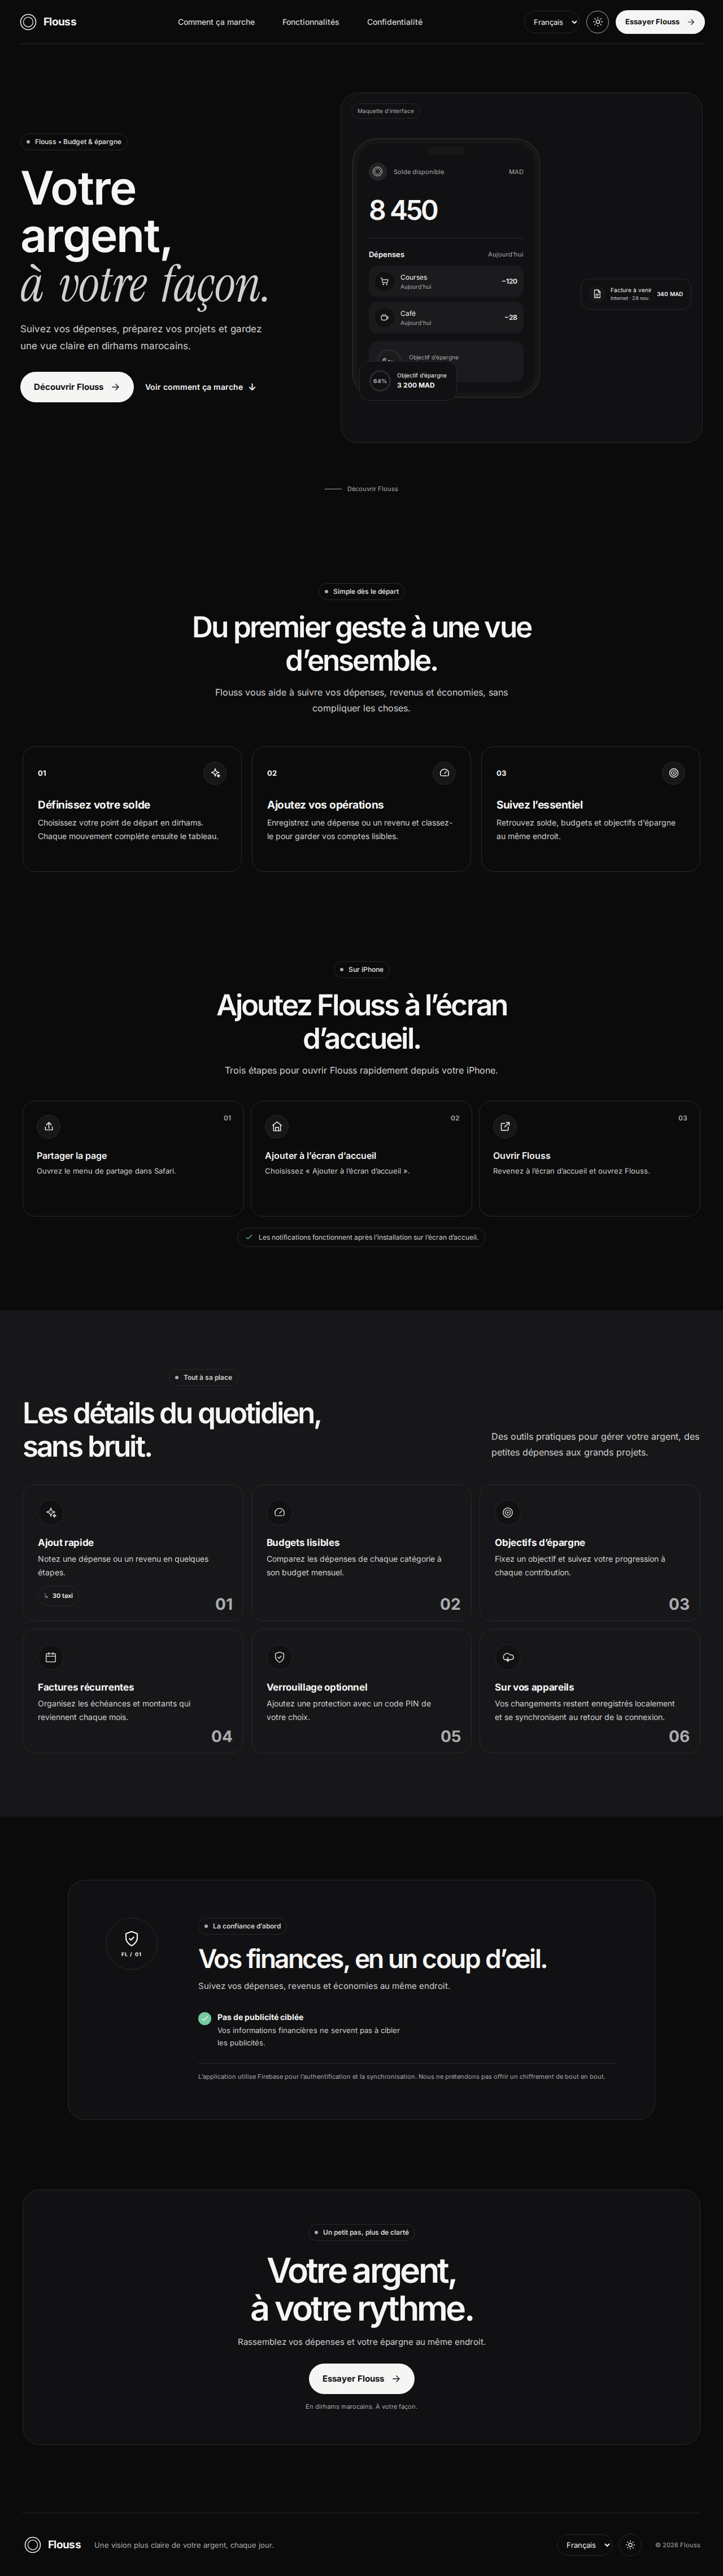 Flouss
Comment ça marche
Fonctionnalités
Confidentialité
Français
Essayer Flouss
Flouss • Budget & épargne
Votre
argent,
à votre façon.
Suivez vos dépenses, préparez vos projets et gardez
une vue claire en dirhams marocains.
Découvrir Flouss
Voir comment ça marche
Maquette d'interface
Solde disponible
MAD
8 450
Dépenses
Aujourd'hui
Courses
Aujourd'hui
−120
Café
Aujourd'hui
−28
Objectif d'épargne
64%
Objectif d'épargne
3 200 MAD
Facture à venir
Internet · 28 nov.
340 MAD
Découvrir Flouss
Simple dès le départ
Du premier geste à une vue
d’ensemble.
Flouss vous aide à suivre vos dépenses, revenus et économies, sans
compliquer les choses.
01
Définissez votre solde
Choisissez votre point de départ en dirhams.
Chaque mouvement complète ensuite le tableau.
02
Ajoutez vos opérations
Enregistrez une dépense ou un revenu et classez-
le pour garder vos comptes lisibles.
03
Suivez l’essentiel
Retrouvez solde, budgets et objectifs d’épargne
au même endroit.
Sur iPhone
Ajoutez Flouss à l’écran
d’accueil.
Trois étapes pour ouvrir Flouss rapidement depuis votre iPhone.
01
Partager la page
Ouvrez le menu de partage dans Safari.
02
Ajouter à l’écran d’accueil
Choisissez « Ajouter à l’écran d’accueil ».
03
Ouvrir Flouss
Revenez à l’écran d’accueil et ouvrez Flouss.
Les notifications fonctionnent après l’installation sur l’écran d’accueil.
Tout à sa place
Les détails du quotidien,
sans bruit.
Des outils pratiques pour gérer votre argent, des
petites dépenses aux grands projets.
Ajout rapide
Notez une dépense ou un revenu en quelques
étapes.
30 taxi
01
Budgets lisibles
Comparez les dépenses de chaque catégorie à
son budget mensuel.
02
Objectifs d’épargne
Fixez un objectif et suivez votre progression à
chaque contribution.
03
Factures récurrentes
Organisez les échéances et montants qui
reviennent chaque mois.
04
Verrouillage optionnel
Ajoutez une protection avec un code PIN de
votre choix.
05
Sur vos appareils
Vos changements restent enregistrés localement
et se synchronisent au retour de la connexion.
06
FL / 01
La confiance d’abord
Vos finances, en un coup d’œil.
Suivez vos dépenses, revenus et économies au même endroit.
Pas de publicité ciblée
Vos informations financières ne servent pas à cibler
les publicités.
L’application utilise Firebase pour l’authentification et la synchronisation. Nous ne prétendons pas offrir un chiffrement de bout en bout.
Un petit pas, plus de clarté
Votre argent,
à votre rythme.
Rassemblez vos dépenses et votre épargne au même endroit.
Essayer Flouss
En dirhams marocains. À votre façon.
Flouss
Une vision plus claire de votre argent, chaque jour.
Français
© 2026 Flouss